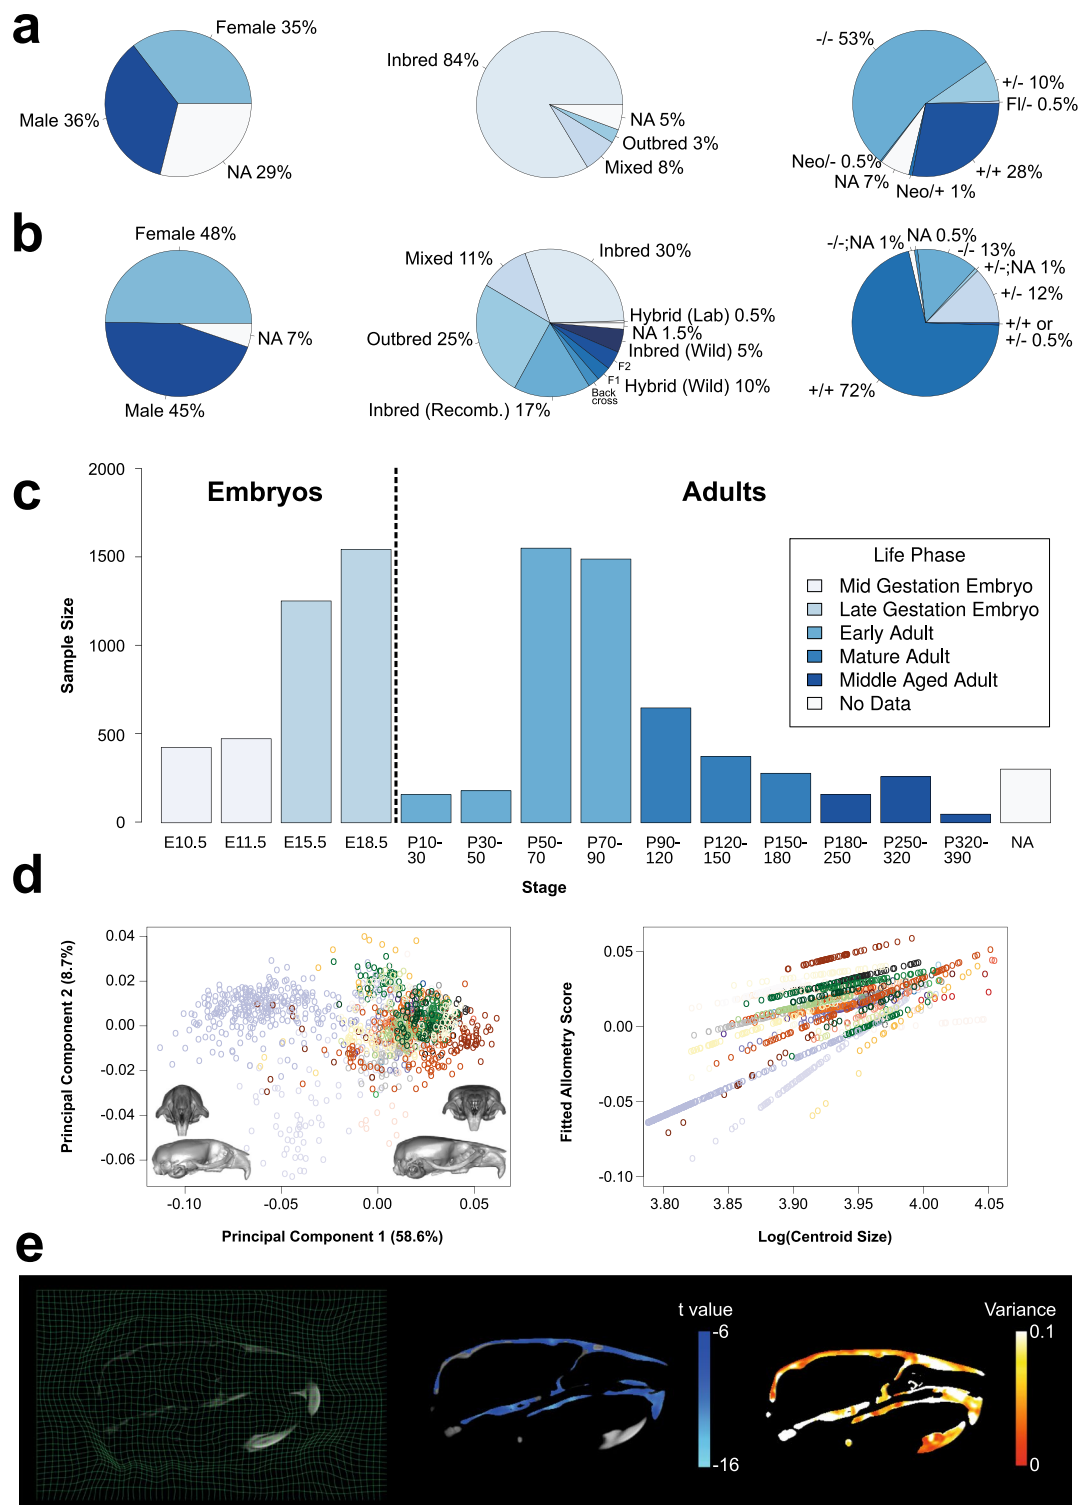 a
Female 35%
Male 36%
NA 29%
Inbred 84%
NA 5%
Outbred 3%
Mixed 8%
-/- 53%
+/- 10%
Fl/- 0.5%
+/+ 28%
Neo/+ 1%
NA 7%
Neo/- 0.5%
b
Female 48%
NA 7%
Male 45%
Mixed 11%
Inbred 30%
Outbred 25%
Hybrid (Lab) 0.5%
NA 1.5%
Inbred (Wild) 5%
F2
F1
Hybrid (Wild) 10%
Back
cross
Inbred (Recomb.) 17%
-/-;NA 1%
NA 0.5%
-/- 13%
+/-;NA 1%
+/- 12%
+/+ or
+/- 0.5%
+/+ 72%
c
Embryos
Adults
Sample Size
2000
1500
1000
500
0
Life Phase
Mid Gestation Embryo
Late Gestation Embryo
Early Adult
Mature Adult
Middle Aged Adult
No Data
E10.5
E11.5
E15.5
E18.5
P10-
30
P30-
50
P50-
70
P70-
90
P90-
120
P120-
150
P150-
180
P180-
250
P250-
320
P320-
390
NA
Stage
d
Principal Component 2 (8.7%)
0.04
0.02
0.00
-0.02
-0.04
-0.06
-0.10
-0.05
0.00
0.05
Principal Component 1 (58.6%)
Fitted Allometry Score
0.05
0.00
-0.05
-0.10
3.80
3.85
3.90
3.95
4.00
4.05
Log(Centroid Size)
e
t value
-6
-16
Variance
0.1
0